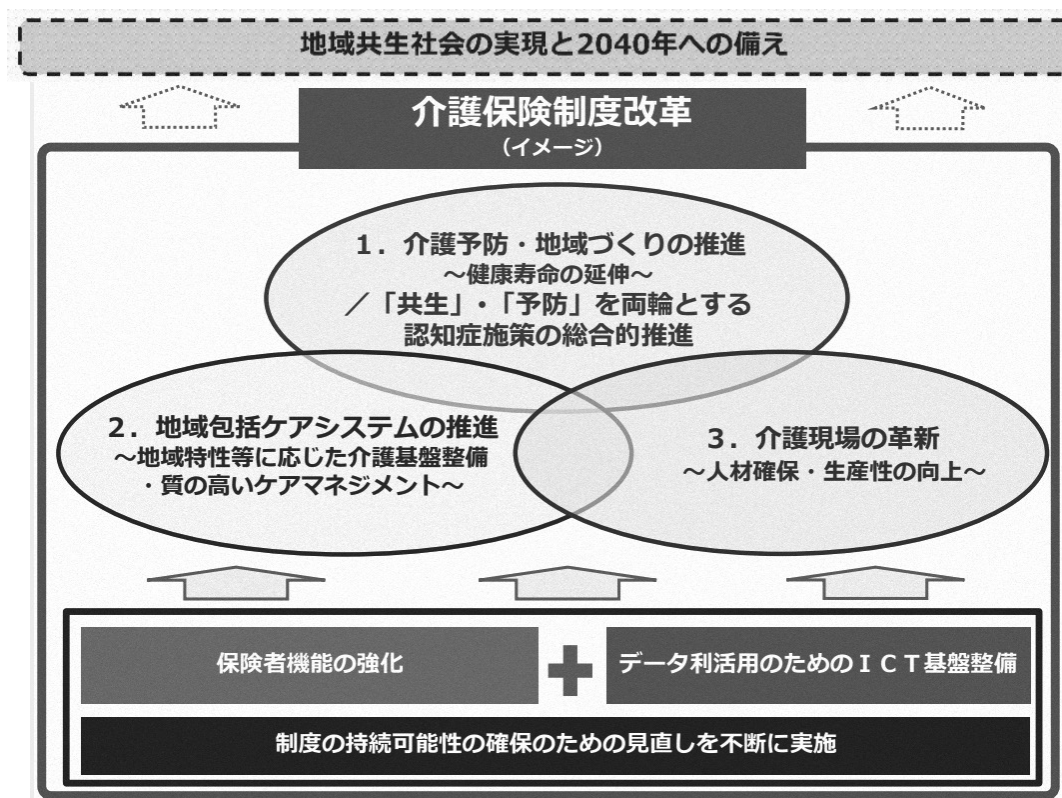 地域共生社会の実現と2040年への備え
介護保険制度改革
（イメージ）
１．介護予防・地域づくりの推進
～健康寿命の延伸～
／「共生」・「予防」を両輪とする
認知症施策の総合的推進
２．地域包括ケアシステムの推進
～地域特性等に応じた介護基盤整備
・質の高いケアマネジメント～
３．介護現場の革新
～人材確保・生産性の向上～
保険者機能の強化
データ利活用のためのＩＣＴ基盤整備
制度の持続可能性の確保のための見直しを不断に実施